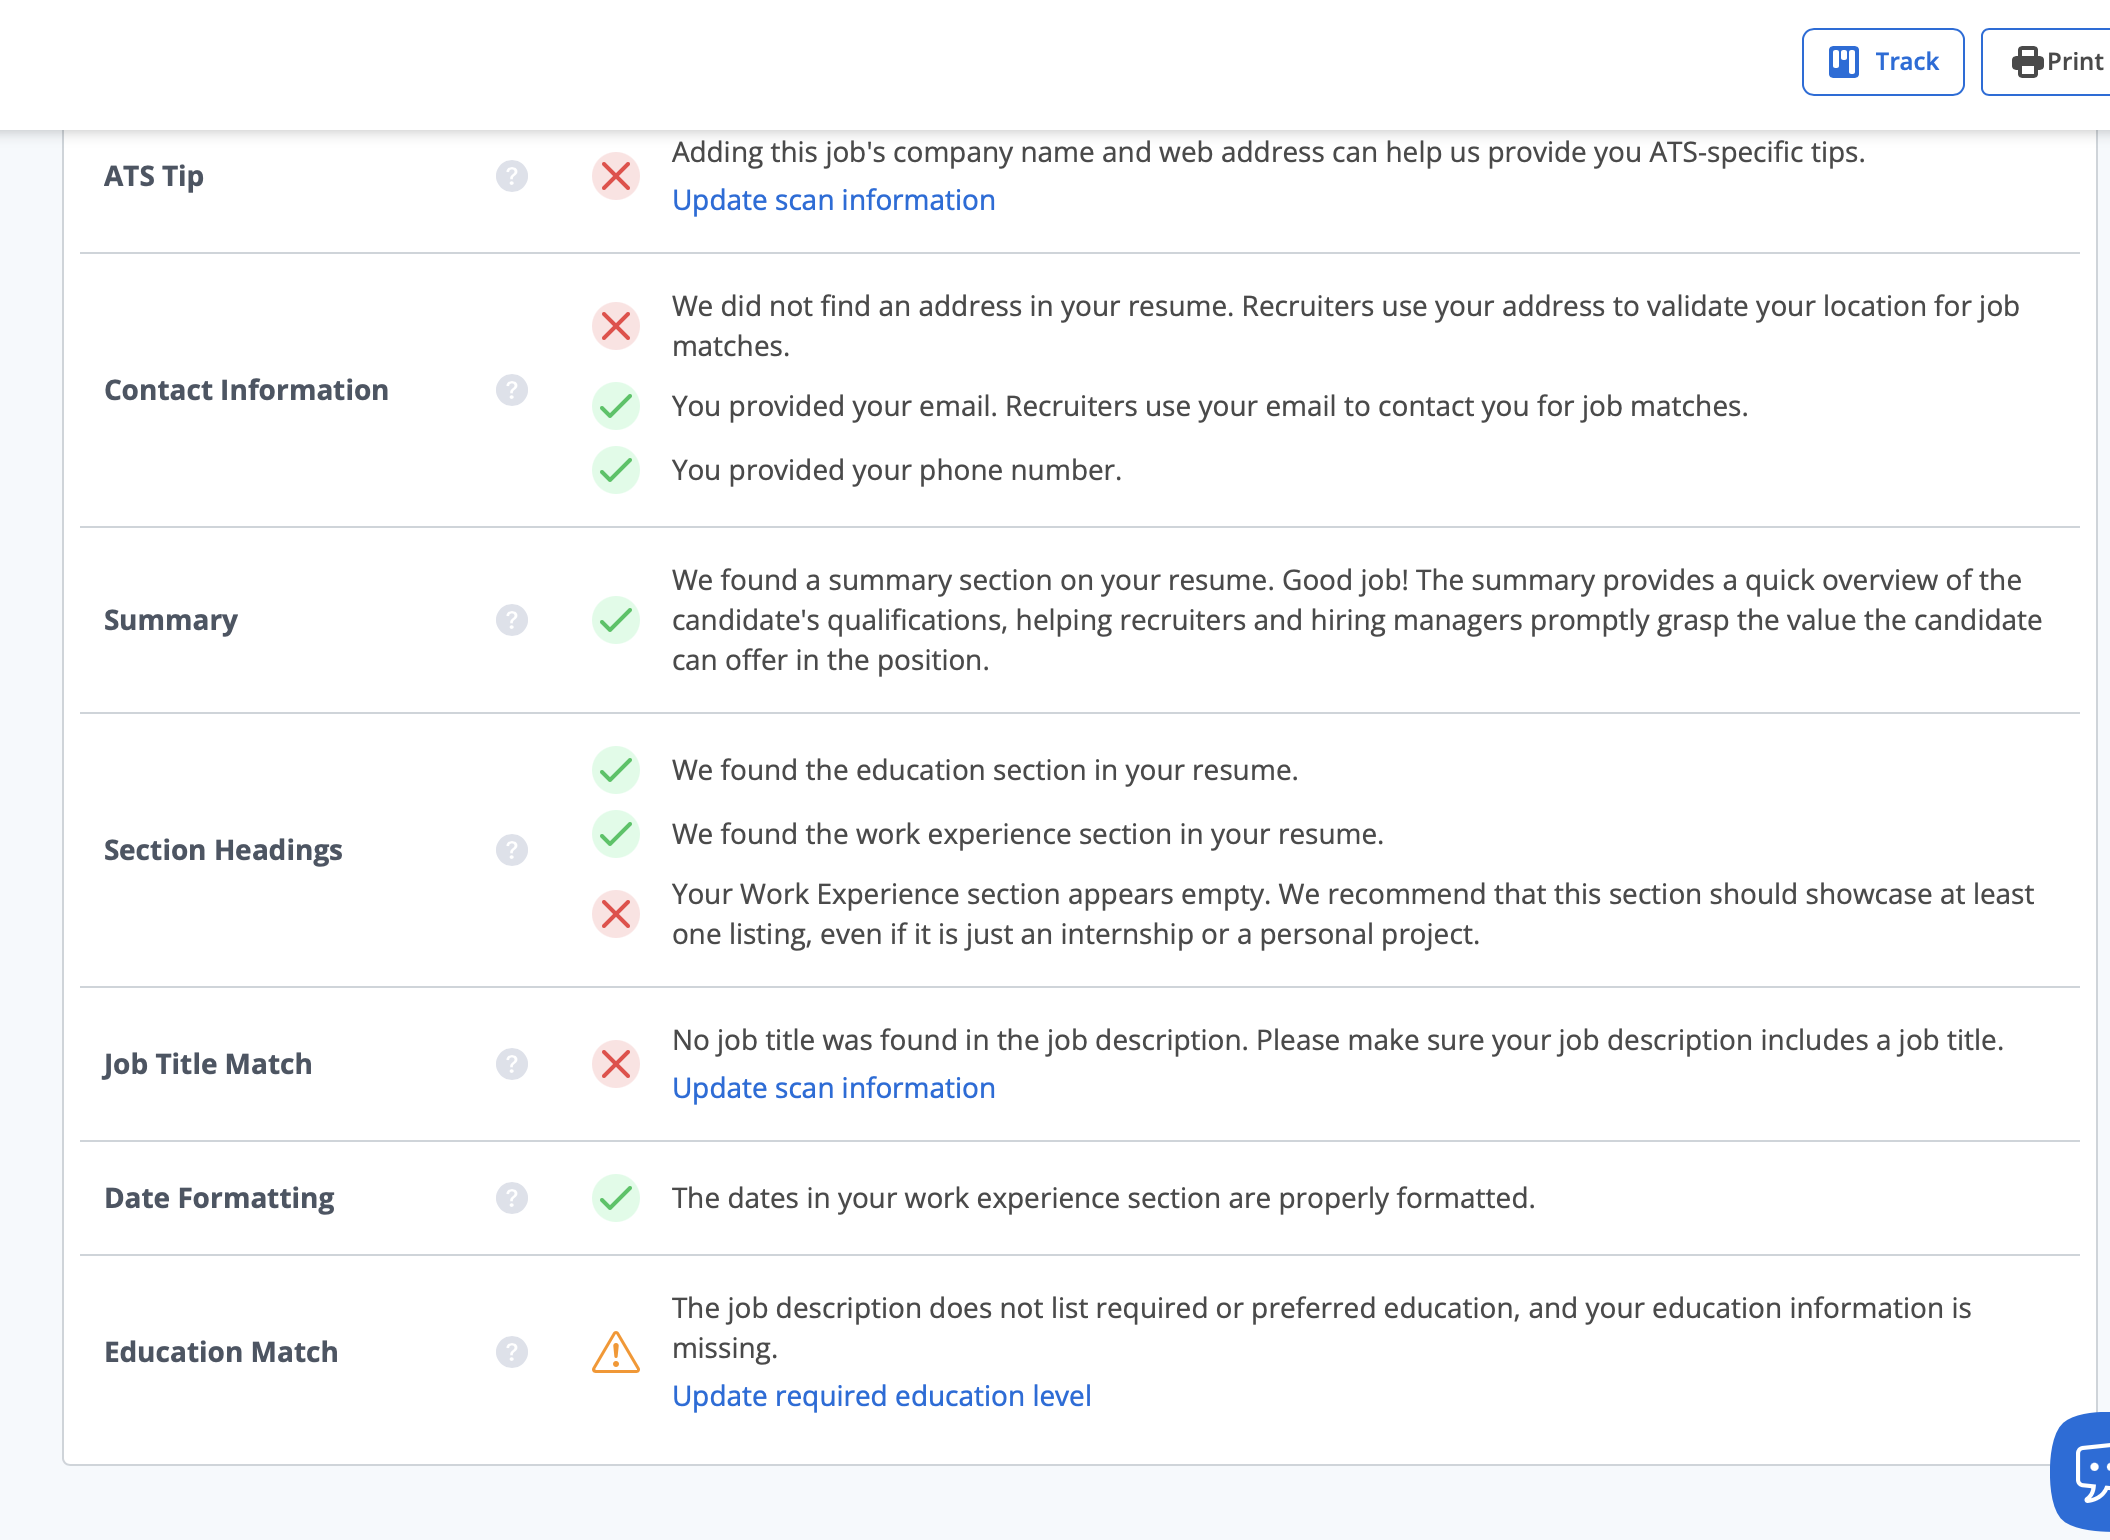 Track
Print
ATS Tip
?
Adding this job's company name and web address can help us provide you ATS-specific tips.
Update scan information
Contact Information
?
We did not find an address in your resume. Recruiters use your address to validate your location for job
matches.
You provided your email. Recruiters use your email to contact you for job matches.
You provided your phone number.
Summary
?
We found a summary section on your resume. Good job! The summary provides a quick overview of the
candidate's qualifications, helping recruiters and hiring managers promptly grasp the value the candidate
can offer in the position.
Section Headings
?
We found the education section in your resume.
We found the work experience section in your resume.
Your Work Experience section appears empty. We recommend that this section should showcase at least
one listing, even if it is just an internship or a personal project.
Job Title Match
?
No job title was found in the job description. Please make sure your job description includes a job title.
Update scan information
Date Formatting
?
The dates in your work experience section are properly formatted.
Education Match
?
The job description does not list required or preferred education, and your education information is
missing.
Update required education level